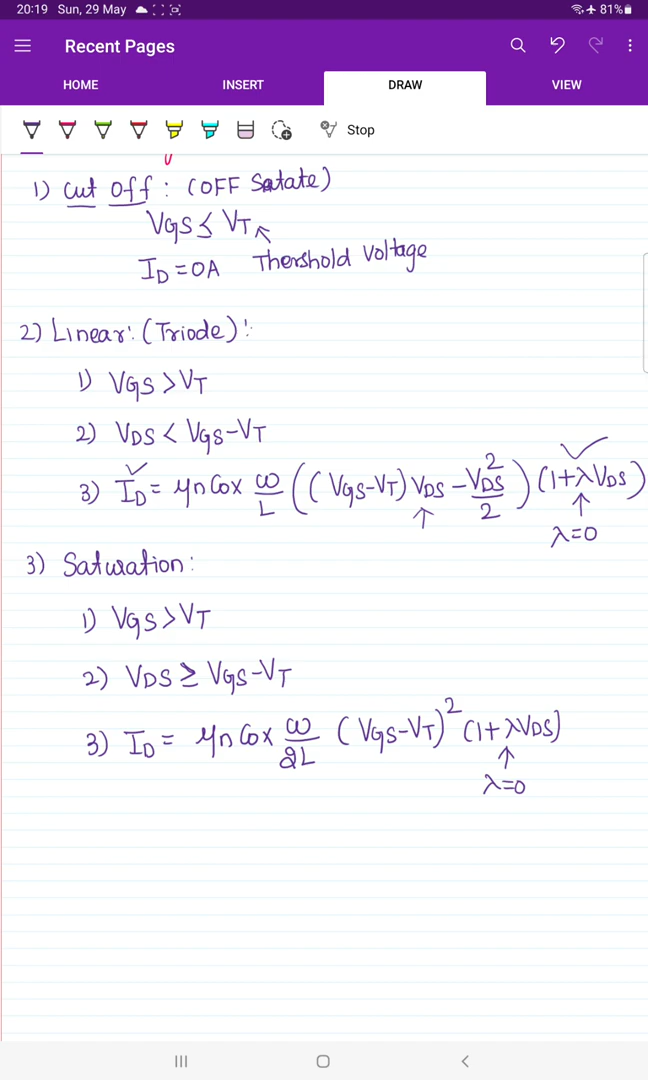 20:19 Sun, 29 May 81%
Recent Pages
HOME INSERT DRAW VIEW
Stop
1) Cut Off : (OFF Satate)
VGS ≤ VT
ID = 0A Thershold Voltage
2) Linear: (Triode):
1) VGS > VT
2) VDS < VGS-VT
3) ID = μn Cox ω/L ((VGS-VT) VDS - VDS²/2) (1+λVDS)
λ=0
3) Saturation:
1) VGS > VT
2) VDS ≥ VGS-VT
3) ID = μn Cox ω/2L (VGS-VT)² (1+λVDS)
λ=0